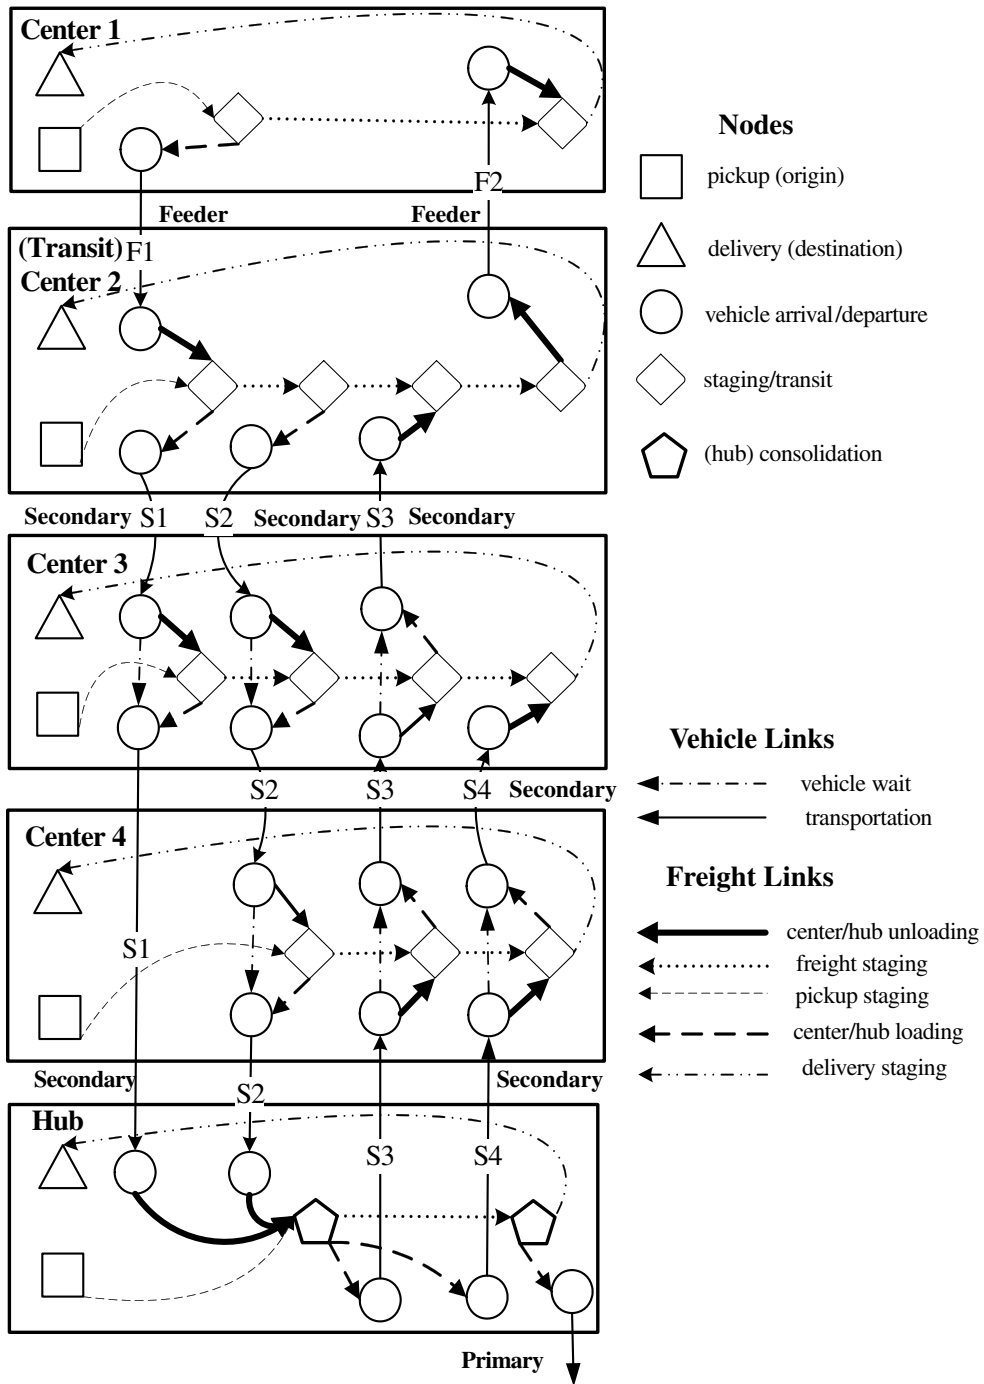 Center 1
F2
Feeder
Feeder
(Transit)
F1
Center 2
Secondary
S1
S2
Secondary
S3
Secondary
Center 3
S2
S3
S4
Secondary
Center 4
S1
Secondary
Secondary
S2
Hub
S3
S4
Primary
Nodes
pickup (origin)
delivery (destination)
vehicle arrival/departure
staging/transit
(hub) consolidation
Vehicle Links
vehicle wait
transportation
Freight Links
center/hub unloading
freight staging
pickup staging
center/hub loading
delivery staging